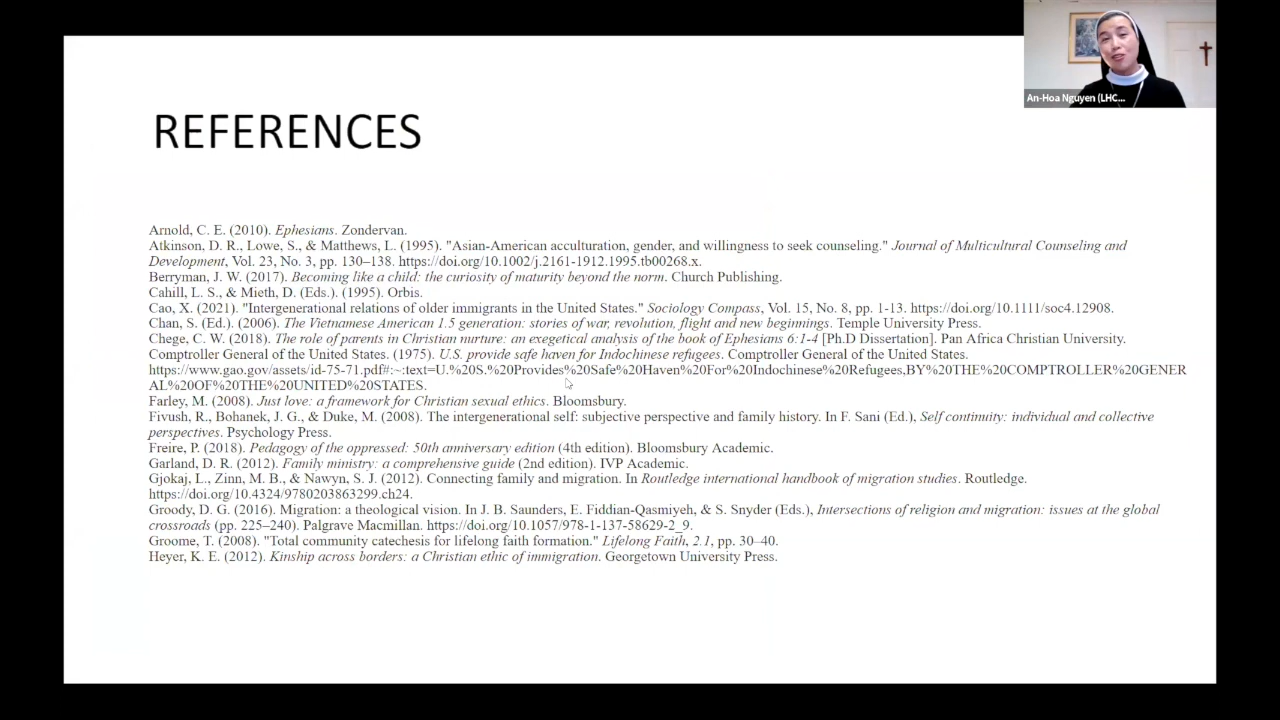 An-Hoa Nguyen (LHC...
REFERENCES
Arnold, C. E. (2010). Ephesians. Zondervan.
Atkinson, D. R., Lowe, S., & Matthews, L. (1995). "Asian-American acculturation, gender, and willingness to seek counseling." Journal of Multicultural Counseling and
Development, Vol. 23, No. 3, pp. 130–138. https://doi.org/10.1002/j.2161-1912.1995.tb00268.x.
Berryman, J. W. (2017). Becoming like a child: the curiosity of maturity beyond the norm. Church Publishing.
Cahill, L. S., & Mieth, D. (Eds.). (1995). Orbis.
Cao, X. (2021). "Intergenerational relations of older immigrants in the United States." Sociology Compass, Vol. 15, No. 8, pp. 1-13. https://doi.org/10.1111/soc4.12908.
Chan, S. (Ed.). (2006). The Vietnamese American 1.5 generation: stories of war, revolution, flight and new beginnings. Temple University Press.
Chege, C. W. (2018). The role of parents in Christian nurture: an exegetical analysis of the book of Ephesians 6:1-4 [Ph.D Dissertation]. Pan Africa Christian University.
Comptroller General of the United States. (1975). U.S. provide safe haven for Indochinese refugees. Comptroller General of the United States.
https://www.gao.gov/assets/id-75-71.pdf#:~:text=U.%20S.%20Provides%20Safe%20Haven%20For%20Indochinese%20Refugees,BY%20THE%20COMPTROLLER%20GENER
AL%20OF%20THE%20UNITED%20STATES.
Farley, M. (2008). Just love: a framework for Christian sexual ethics. Bloomsbury.
Fivush, R., Bohanek, J. G., & Duke, M. (2008). The intergenerational self: subjective perspective and family history. In F. Sani (Ed.), Self continuity: individual and collective
perspectives. Psychology Press.
Freire, P. (2018). Pedagogy of the oppressed: 50th anniversary edition (4th edition). Bloomsbury Academic.
Garland, D. R. (2012). Family ministry: a comprehensive guide (2nd edition). IVP Academic.
Gjokaj, L., Zinn, M. B., & Nawyn, S. J. (2012). Connecting family and migration. In Routledge international handbook of migration studies. Routledge.
https://doi.org/10.4324/9780203863299.ch24.
Groody, D. G. (2016). Migration: a theological vision. In J. B. Saunders, E. Fiddian-Qasmiyeh, & S. Snyder (Eds.), Intersections of religion and migration: issues at the global
crossroads (pp. 225–240). Palgrave Macmillan. https://doi.org/10.1057/978-1-137-58629-2_9.
Groome, T. (2008). "Total community catechesis for lifelong faith formation." Lifelong Faith, 2.1, pp. 30–40.
Heyer, K. E. (2012). Kinship across borders: a Christian ethic of immigration. Georgetown University Press.